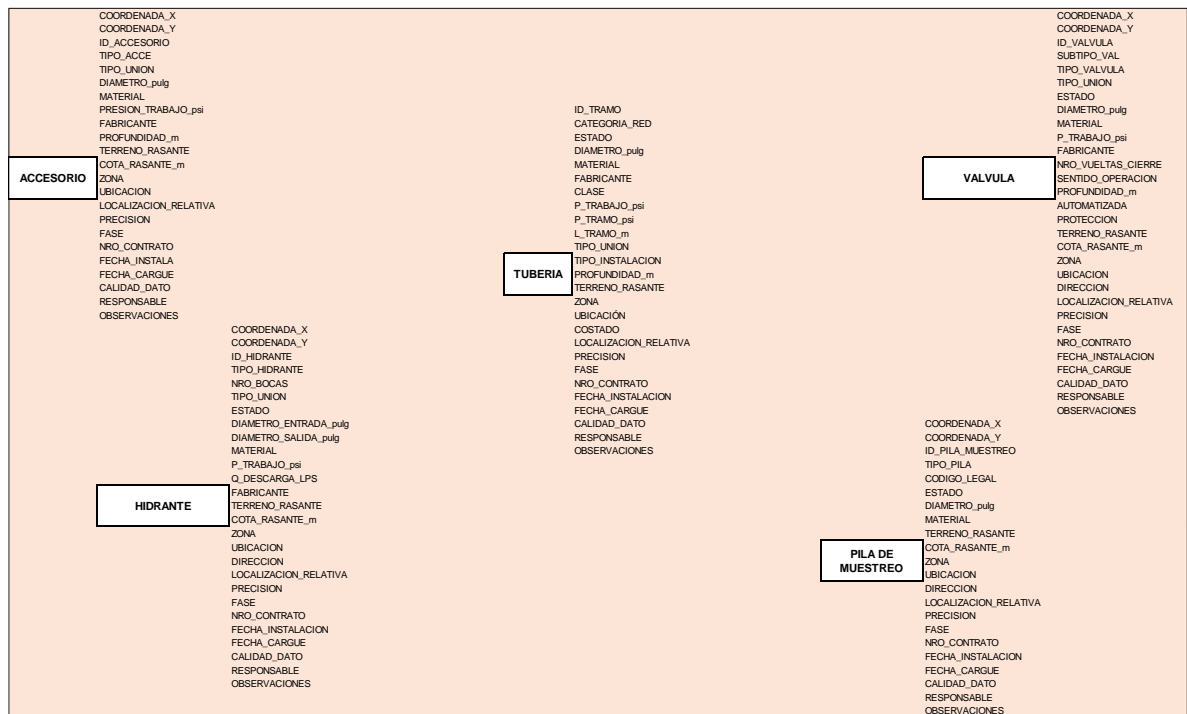 ACCESORIO
COORDENADA_X
COORDENADA_Y
ID_ACCESORIO
TIPO_ACCE
TIPO_UNION
DIAMETRO_pulg
MATERIAL
PRESION_TRABAJO_psi
FABRICANTE
PROFUNDIDAD_m
TERRENO_RASANTE
COTA_RASANTE_m
ZONA
UBICACION
LOCALIZACION_RELATIVA
PRECISION
FASE
NRO_CONTRATO
FECHA_INSTALA
FECHA_CARGUE
CALIDAD_DATO
RESPONSABLE
OBSERVACIONES
HIDRANTE
COORDENADA_X
COORDENADA_Y
ID_HIDRANTE
TIPO_HIDRANTE
NRO_BOCAS
TIPO_UNION
ESTADO
DIAMETRO_ENTRADA_pulg
DIAMETRO_SALIDA_pulg
MATERIAL
P_TRABAJO_psi
Q_DESCARGA_LPS
FABRICANTE
TERRENO_RASANTE
COTA_RASANTE_m
ZONA
UBICACION
DIRECCION
LOCALIZACION_RELATIVA
PRECISION
FASE
NRO_CONTRATO
FECHA_INSTALACION
FECHA_CARGUE
CALIDAD_DATO
RESPONSABLE
OBSERVACIONES
TUBERIA
ID_TRAMO
CATEGORIA_RED
ESTADO
DIAMETRO_pulg
MATERIAL
FABRICANTE
CLASE
P_TRABAJO_psi
P_TRAMO_psi
L_TRAMO_m
TIPO_UNION
TIPO_INSTALACION
PROFUNDIDAD_m
TERRENO_RASANTE
ZONA
UBICACIÓN
COSTADO
LOCALIZACION_RELATIVA
PRECISION
FASE
NRO_CONTRATO
FECHA_INSTALACION
FECHA_CARGUE
CALIDAD_DATO
RESPONSABLE
OBSERVACIONES
VALVULA
COORDENADA_X
COORDENADA_Y
ID_VALVULA
SUBTIPO_VAL
TIPO_VALVULA
TIPO_UNION
ESTADO
DIAMETRO_pulg
MATERIAL
P_TRABAJO_psi
FABRICANTE
NRO_VUELTAS_CIERRE
SENTIDO_OPERACION
PROFUNDIDAD_m
AUTOMATIZADA
PROTECCION
TERRENO_RASANTE
COTA_RASANTE_m
ZONA
UBICACION
DIRECCION
LOCALIZACION_RELATIVA
PRECISION
FASE
NRO_CONTRATO
FECHA_INSTALACION
FECHA_CARGUE
CALIDAD_DATO
RESPONSABLE
OBSERVACIONES
PILA DE
MUESTREO
COORDENADA_X
COORDENADA_Y
ID_PILA_MUESTREO
TIPO_PILA
CODIGO_LEGAL
ESTADO
DIAMETRO_pulg
MATERIAL
TERRENO_RASANTE
COTA_RASANTE_m
ZONA
UBICACION
DIRECCION
LOCALIZACION_RELATIVA
PRECISION
FASE
NRO_CONTRATO
FECHA_INSTALACION
FECHA_CARGUE
CALIDAD_DATO
RESPONSABLE
OBSERVACIONES